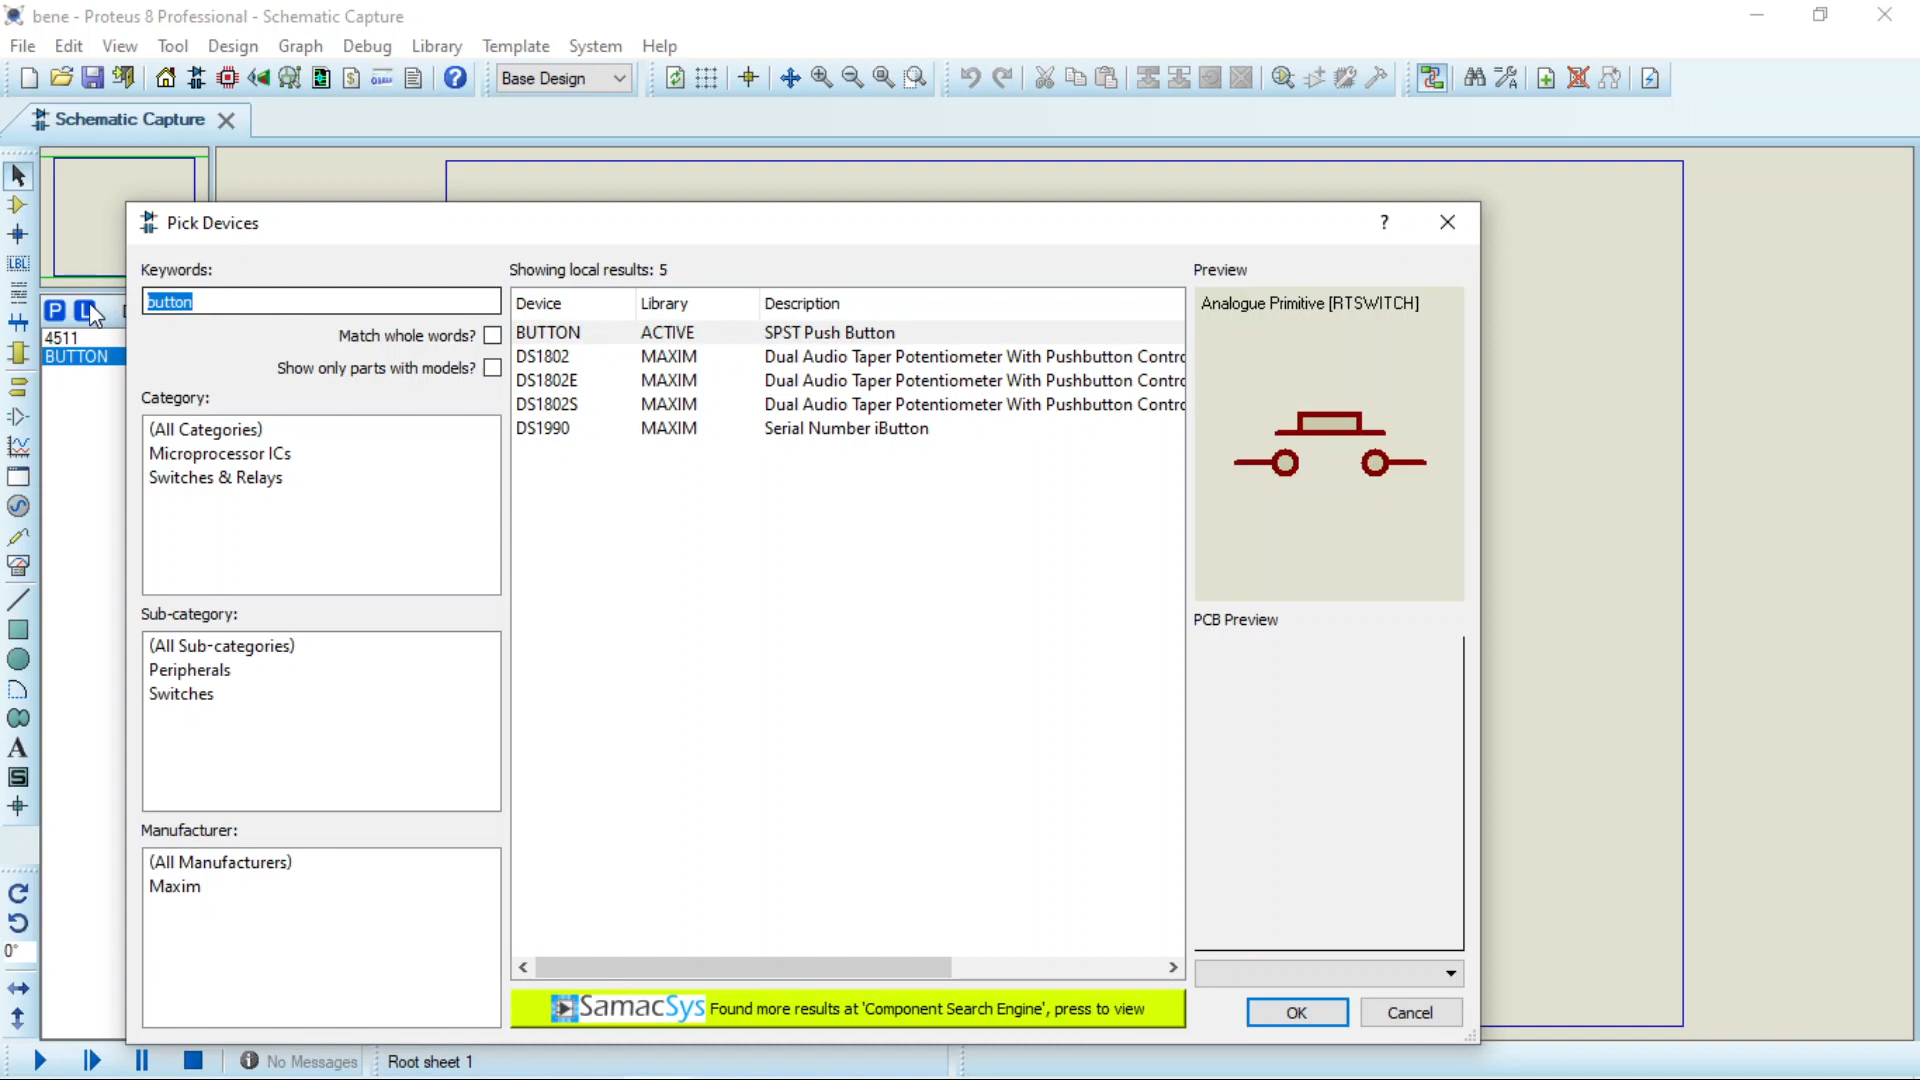 bene - Proteus 8 Professional - Schematic Capture
File Edit View Tool Design Graph Debug Library Template System Help
Base Design
Schematic Capture
Pick Devices
?
Keywords:
button
Match whole words?
Show only parts with models?
Category:
(All Categories)
Microprocessor ICs
Switches & Relays
Sub-category:
(All Sub-categories)
Peripherals
Switches
Manufacturer:
(All Manufacturers)
Maxim
Showing local results: 5
Device Library Description
BUTTON ACTIVE SPST Push Button
DS1802 MAXIM Dual Audio Taper Potentiometer With Pushbutton Contro
DS1802E MAXIM Dual Audio Taper Potentiometer With Pushbutton Contro
DS1802S MAXIM Dual Audio Taper Potentiometer With Pushbutton Contro
DS1990 MAXIM Serial Number iButton
SamacSys Found more results at 'Component Search Engine', press to view
Preview
Analogue Primitive [RTSWITCH]
PCB Preview
OK Cancel
P L
4511
BUTTON
LBL
A
S
0°
No Messages Root sheet 1